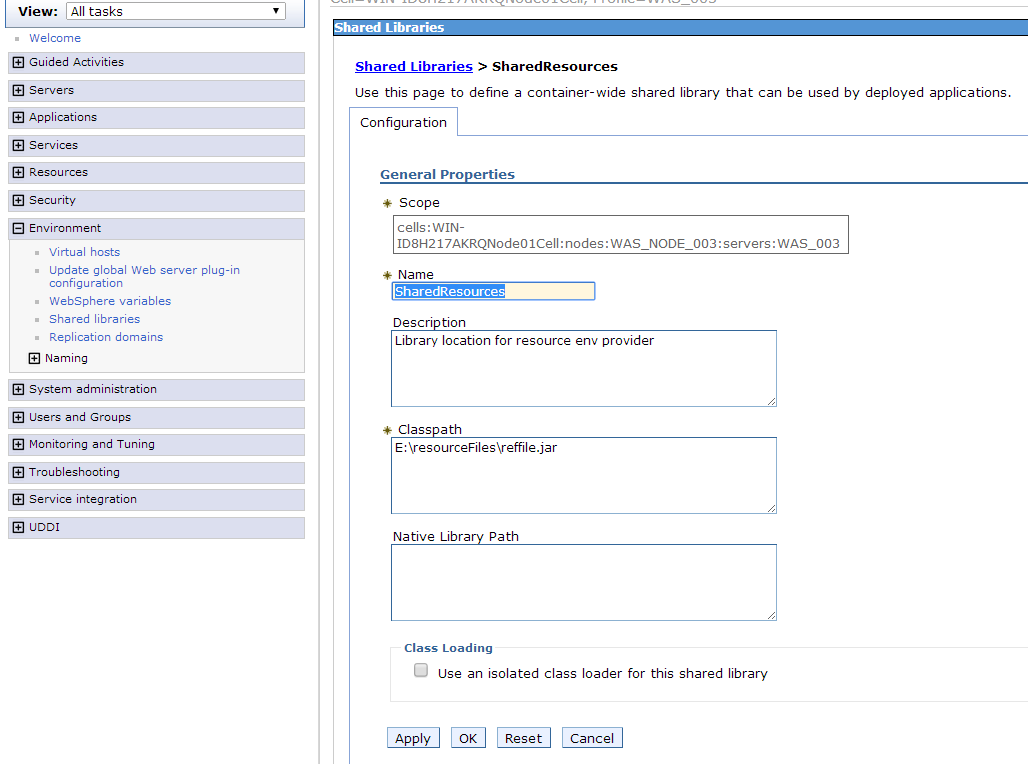 View: All tasks
Welcome
Guided Activities
Servers
Applications
Services
Resources
Security
Environment
Virtual hosts
Update global Web server plug-in
configuration
WebSphere variables
Shared libraries
Replication domains
Naming
System administration
Users and Groups
Monitoring and Tuning
Troubleshooting
Service integration
UDDI
Cell=WIN-ID8H217AKRQNode01Cell, Profile=WAS_003
Shared Libraries
Shared Libraries > SharedResources
Use this page to define a container-wide shared library that can be used by deployed applications.
Configuration
General Properties
Scope
cells:WIN-
ID8H217AKRQNode01Cell:nodes:WAS_NODE_003:servers:WAS_003
Name
SharedResources
Description
Library location for resource env provider
Classpath
E:\resourceFiles\reffile.jar
Native Library Path
Class Loading
Use an isolated class loader for this shared library
Apply OK Reset Cancel